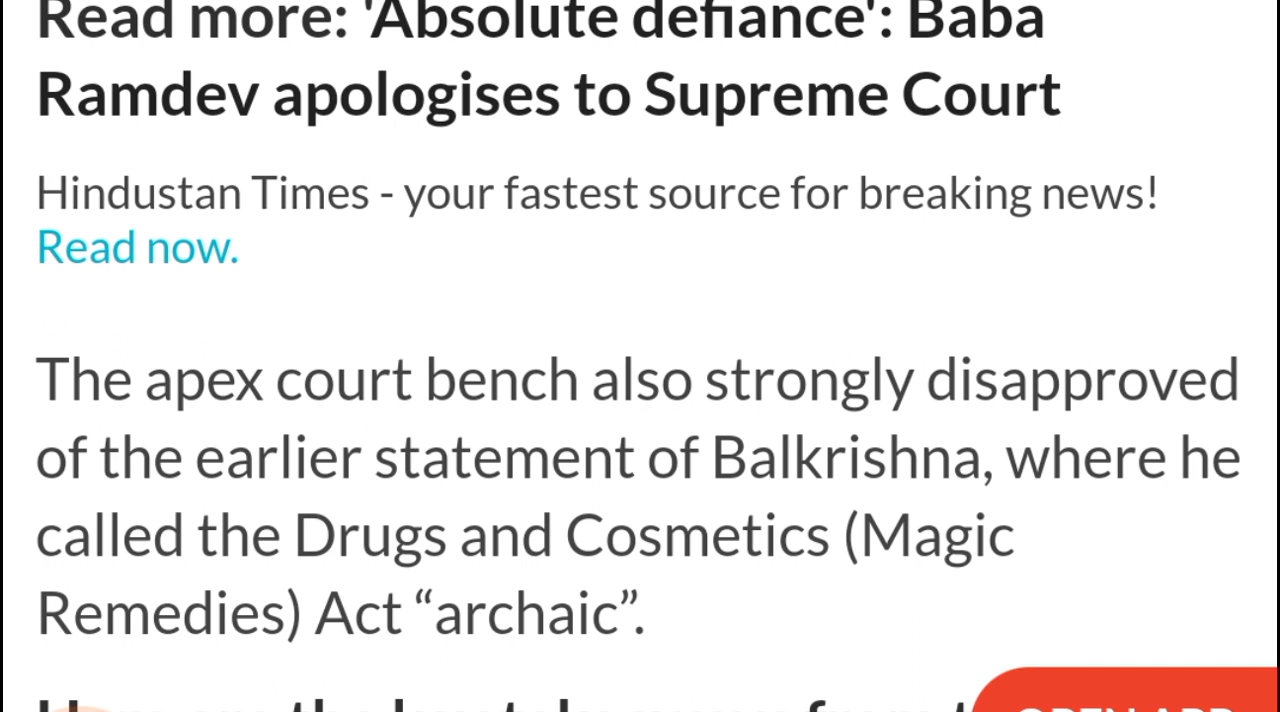 Read more: 'Absolute defiance': Baba
Ramdev apologises to Supreme Court
Hindustan Times - your fastest source for breaking news!
Read now.
The apex court bench also strongly disapproved
of the earlier statement of Balkrishna, where he
called the Drugs and Cosmetics (Magic
Remedies) Act “archaic”.